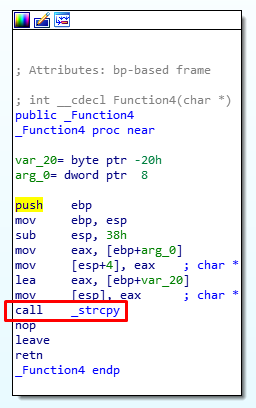 ; Attributes: bp-based frame
; int __cdecl Function4(char *)
public _Function4
_Function4 proc near
var_20= byte ptr -20h
arg_0= dword ptr  8
push    ebp
mov     ebp, esp
sub     esp, 38h
mov     eax, [ebp+arg_0]
mov     [esp+4], eax    ; char *
lea     eax, [ebp+var_20]
mov     [esp], eax      ; char *
call    _strcpy
nop
leave
retn
_Function4 endp